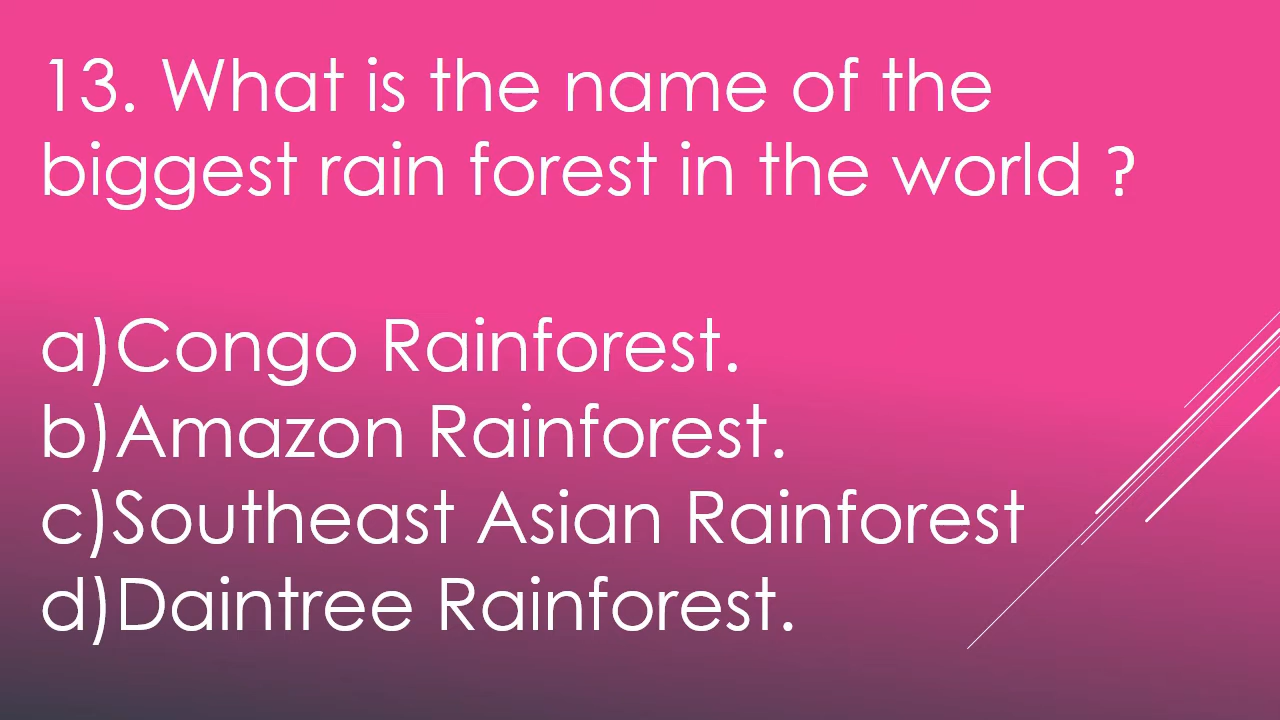 13. What is the name of the
biggest rain forest in the world ?
a)Congo Rainforest.
b)Amazon Rainforest.
c)Southeast Asian Rainforest
d)Daintree Rainforest.